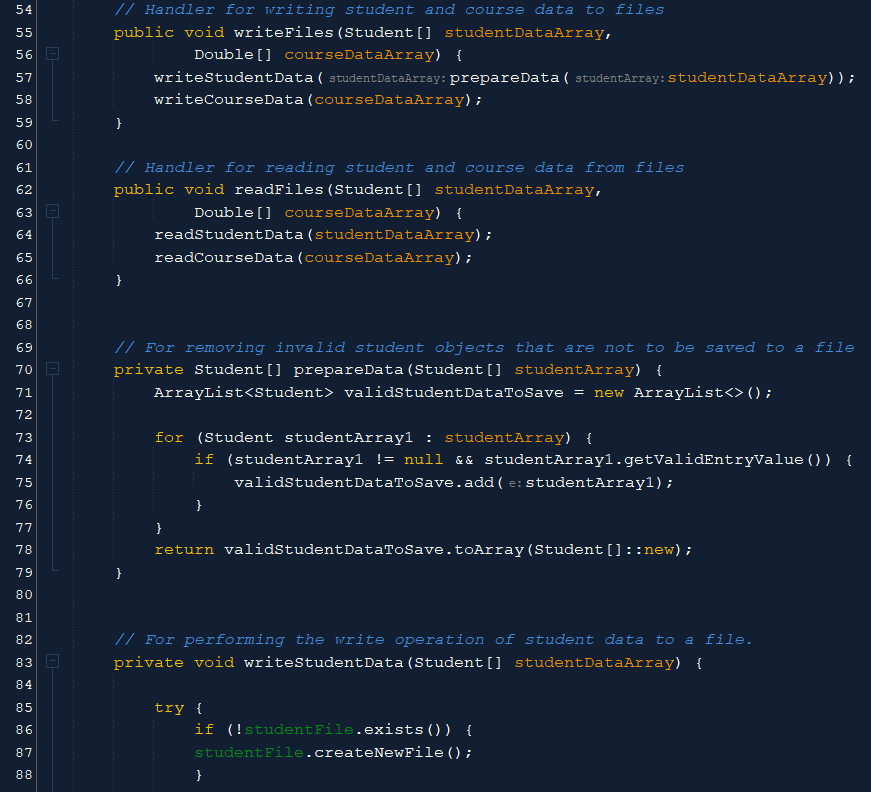 54 // Handler for writing student and course data to files
55 public void writeFiles(Student[] studentDataArray,
56 Double[] courseDataArray) {
57 writeStudentData( studentDataArray: prepareData( studentArray: studentDataArray));
58 writeCourseData(courseDataArray);
59 }
60
61 // Handler for reading student and course data from files
62 public void readFiles(Student[] studentDataArray,
63 Double[] courseDataArray) {
64 readStudentData(studentDataArray);
65 readCourseData(courseDataArray);
66 }
67
68
69 // For removing invalid student objects that are not to be saved to a file
70 private Student[] prepareData(Student[] studentArray) {
71 ArrayList<Student> validStudentDataToSave = new ArrayList<>();
72
73 for (Student studentArray1 : studentArray) {
74 if (studentArray1 != null && studentArray1.getValidEntryValue()) {
75 validStudentDataToSave.add( e: studentArray1);
76 }
77 }
78 return validStudentDataToSave.toArray(Student[]::new);
79 }
80
81
82 // For performing the write operation of student data to a file.
83 private void writeStudentData(Student[] studentDataArray) {
84
85 try {
86 if (!studentFile.exists()) {
87 studentFile.createNewFile();
88 }